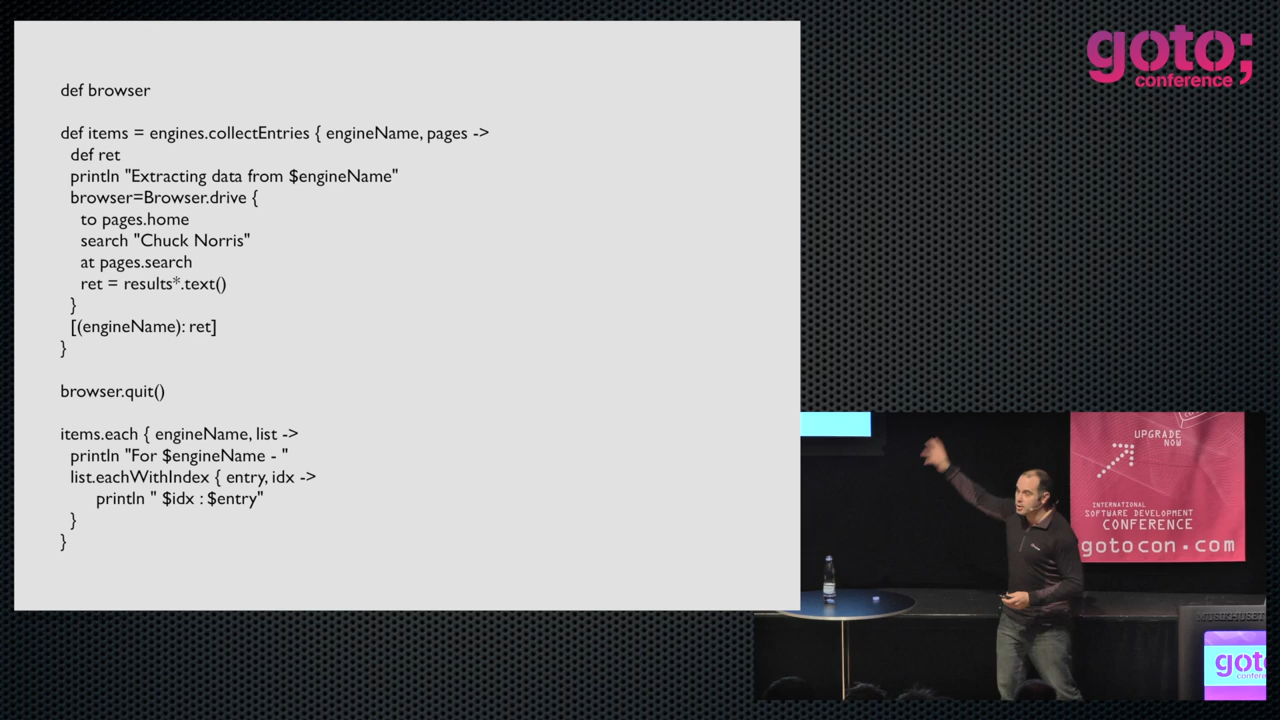 def browser
def items = engines.collectEntries { engineName, pages ->
def ret
println "Extracting data from $engineName"
browser=Browser.drive {
to pages.home
search "Chuck Norris"
at pages.search
ret = results*.text()
}
[(engineName): ret]
}
browser.quit()
items.each { engineName, list ->
println "For $engineName - "
list.eachWithIndex { entry, idx ->
println " $idx : $entry"
}
}
goto;
conference
UPGRADE
NOW
INTERNATIONAL
SOFTWARE DEVELOPMENT
CONFERENCE
gotocon.com
MUSIKHUSET